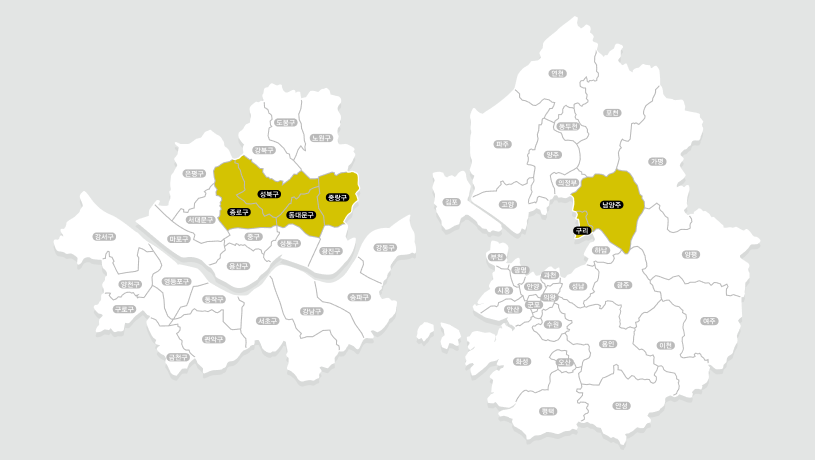 도봉구
노원구
강북구
은평구
성북구
중랑구
종로구
동대문구
서대문구
마포구
중구
성동구
광진구
강동구
강서구
용산구
양천구
영등포구
구로구
동작구
송파구
서초구
강남구
관악구
금천구
연천
포천
동두천
파주
양주
가평
의정부
김포
고양
남양주
구리
하남
양평
부천
광명
과천
시흥
안양
성남
광주
군포
의왕
안산
수원
여주
용인
이천
화성
오산
평택
안성